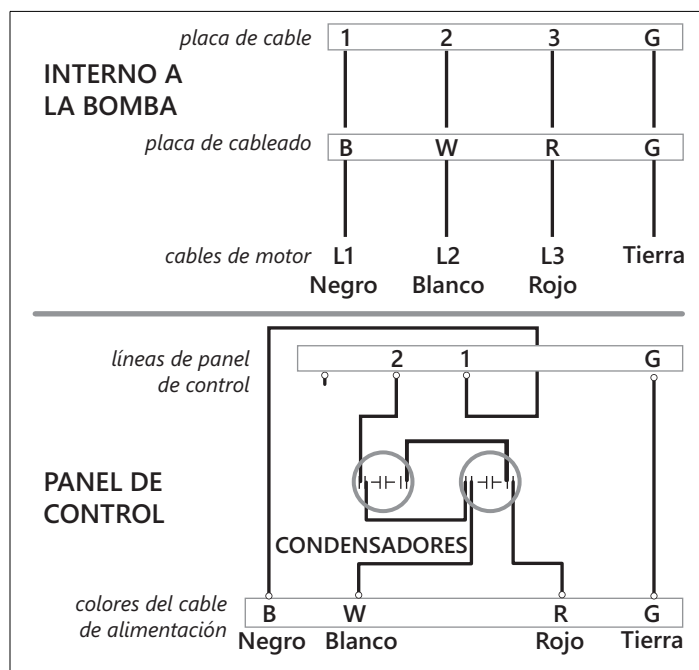 placa de cable 1 2 3 G
INTERNO A
LA BOMBA
placa de cableado B W R G
cables de motor L1 L2 L3 Tierra
Negro Blanco Rojo
líneas de panel 2 1 G
de control
PANEL DE
CONTROL
CONDENSADORES
colores del cable B W R G
de alimentación Negro Blanco Rojo Tierra